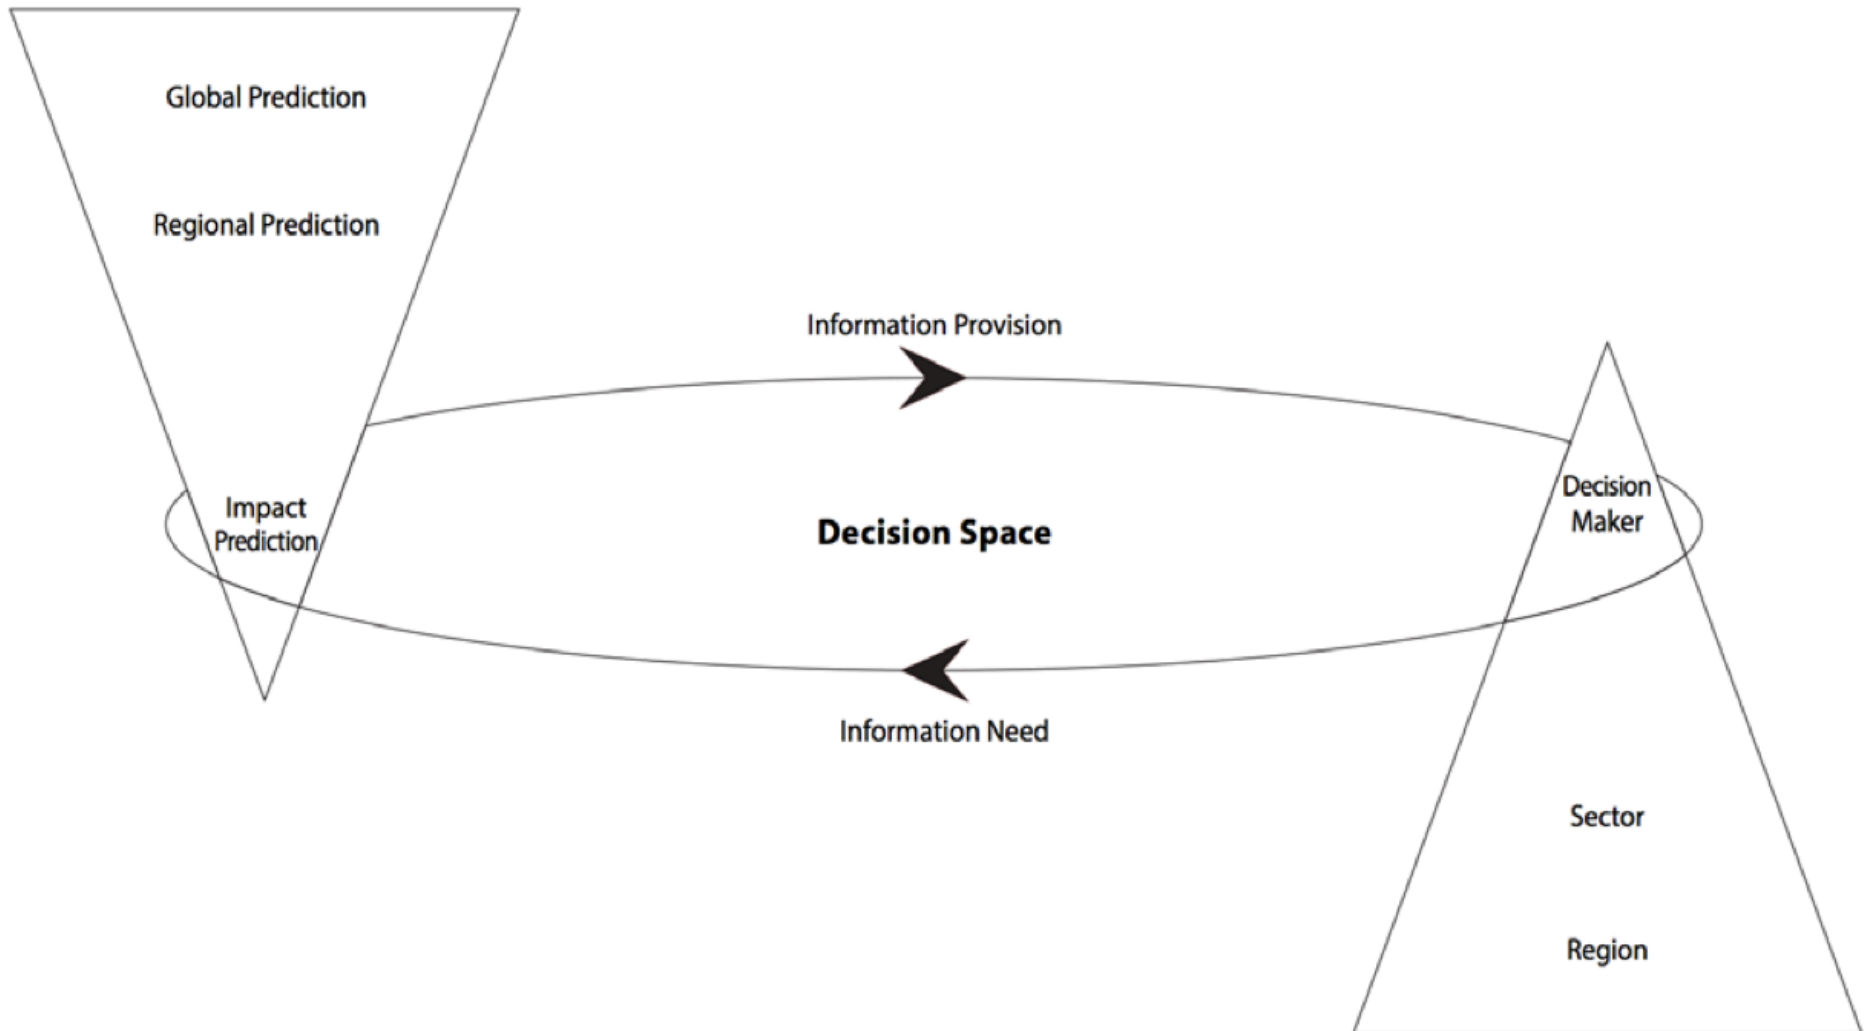 Global Prediction
Regional Prediction
Information Provision
Impact
Prediction
Decision Space
Decision
Maker
Information Need
Sector
Region